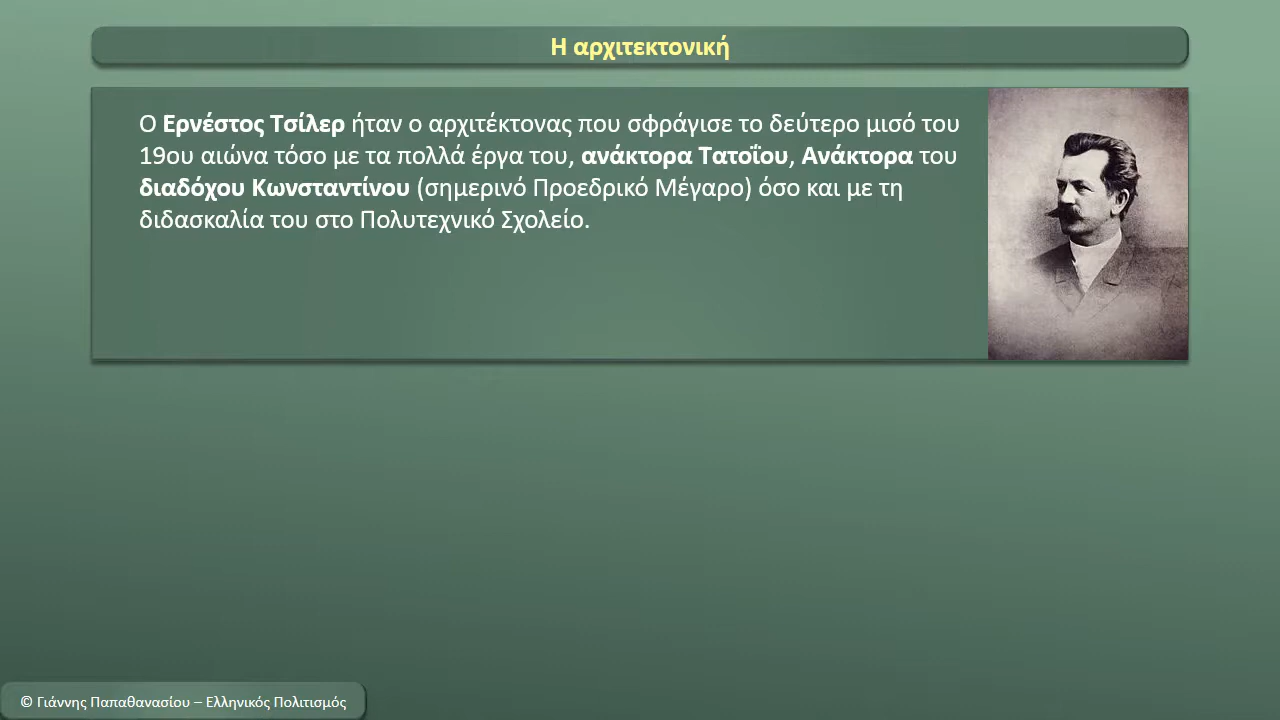 Η αρχιτεκτονική
Ο Ερνέστος Τσίλερ ήταν ο αρχιτέκτονας που σφράγισε το δεύτερο μισό του
19ου αιώνα τόσο με τα πολλά έργα του, ανάκτορα Τατοΐου, Ανάκτορα του
διαδόχου Κωνσταντίνου (σημερινό Προεδρικό Μέγαρο) όσο και με τη
διδασκαλία του στο Πολυτεχνικό Σχολείο.
© Γιάννης Παπαθανασίου – Ελληνικός Πολιτισμός